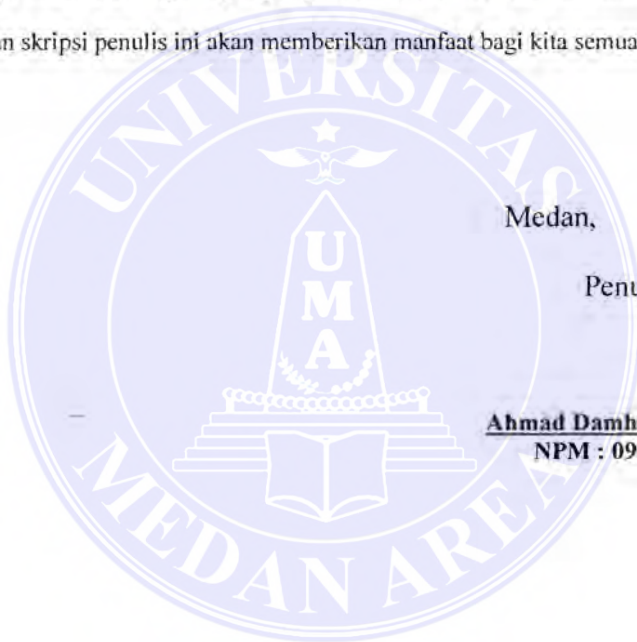 n skripsi penulis ini akan memberikan manfaat bagi kita semua
UNIVERSITAS
Medan,
UMA
Penu
Ahmad Damh
NPM : 09
MEDAN AREA